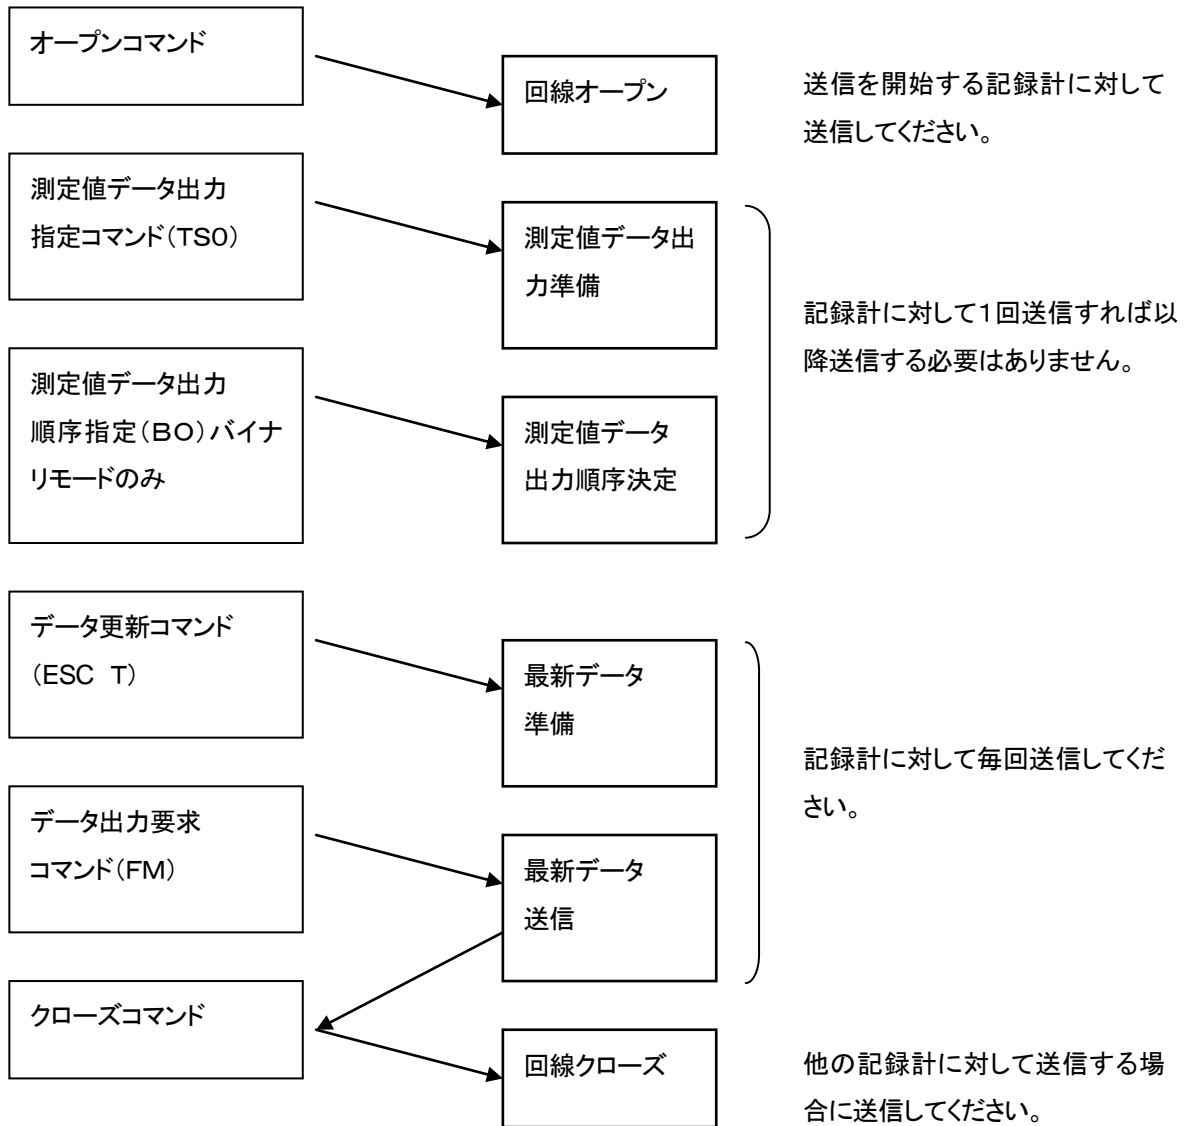 オープンコマンド
回線オープン
送信を開始する記録計に対して
送信してください。
測定値データ出力
指定コマンド(TS0)
測定値データ出
力準備
記録計に対して1回送信すれば以
降送信する必要はありません。
測定値データ出力
順序指定(BO)バイナ
リモードのみ
測定値データ
出力順序決定
データ更新コマンド
(ESC T)
最新データ
準備
記録計に対して毎回送信してくだ
さい。
データ出力要求
コマンド(FM)
最新データ
送信
クローズコマンド
回線クローズ
他の記録計に対して送信する場
合に送信してください。